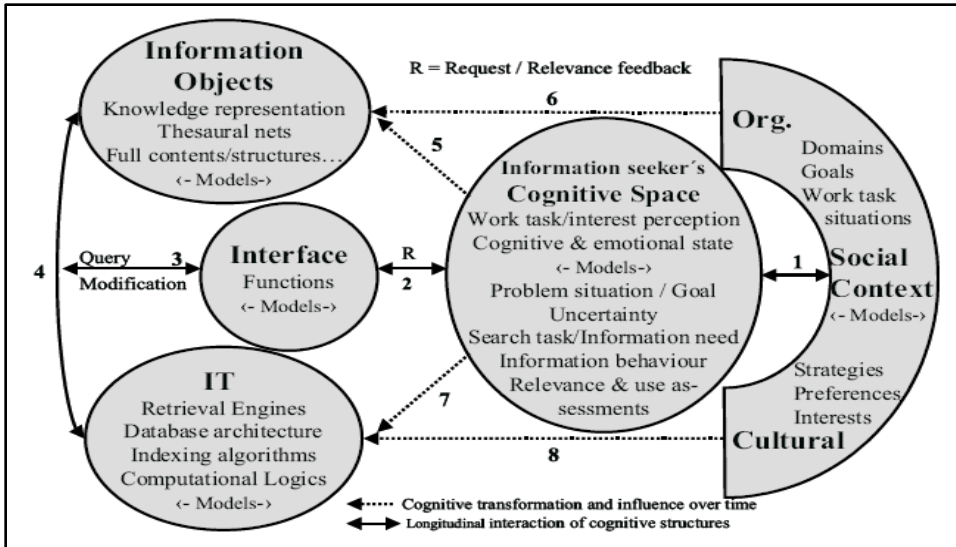 Information
Objects
Knowledge representation
Thesaural nets
Full contents/structures…
‹- Models-›
R = Request / Relevance feedback
6
5
Org.
Domains
Goals
Work task
situations
Social
Context
‹- Models-›
Strategies
Preferences
Interests
Cultural
Information seeker´s
Cognitive Space
Work task/interest perception
Cognitive & emotional state
‹- Models-›
Problem situation / Goal
Uncertainty
Search task/Information need
Information behaviour
Relevance & use as-
sessments
1
R
2
Interface
Functions
‹- Models-›
4
Query 3
Modification
IT
Retrieval Engines
Database architecture
Indexing algorithms
Computational Logics
‹- Models-›
7
8
Cognitive transformation and influence over time
Longitudinal interaction of cognitive structures